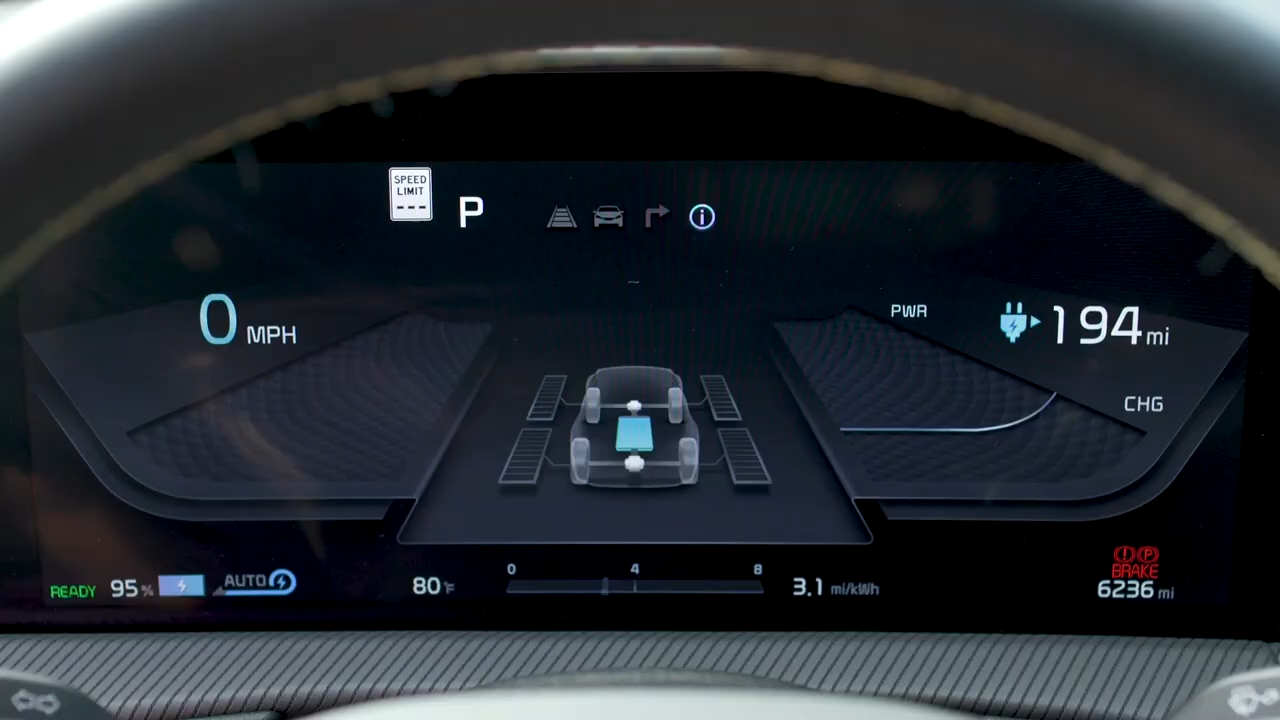 SPEED
LIMIT
---
P
0 MPH
PWR
194 mi
CHG
READY 95 % AUTO
80 °F
0 4 8
3.1 mi/kWh
BRAKE
6236 mi